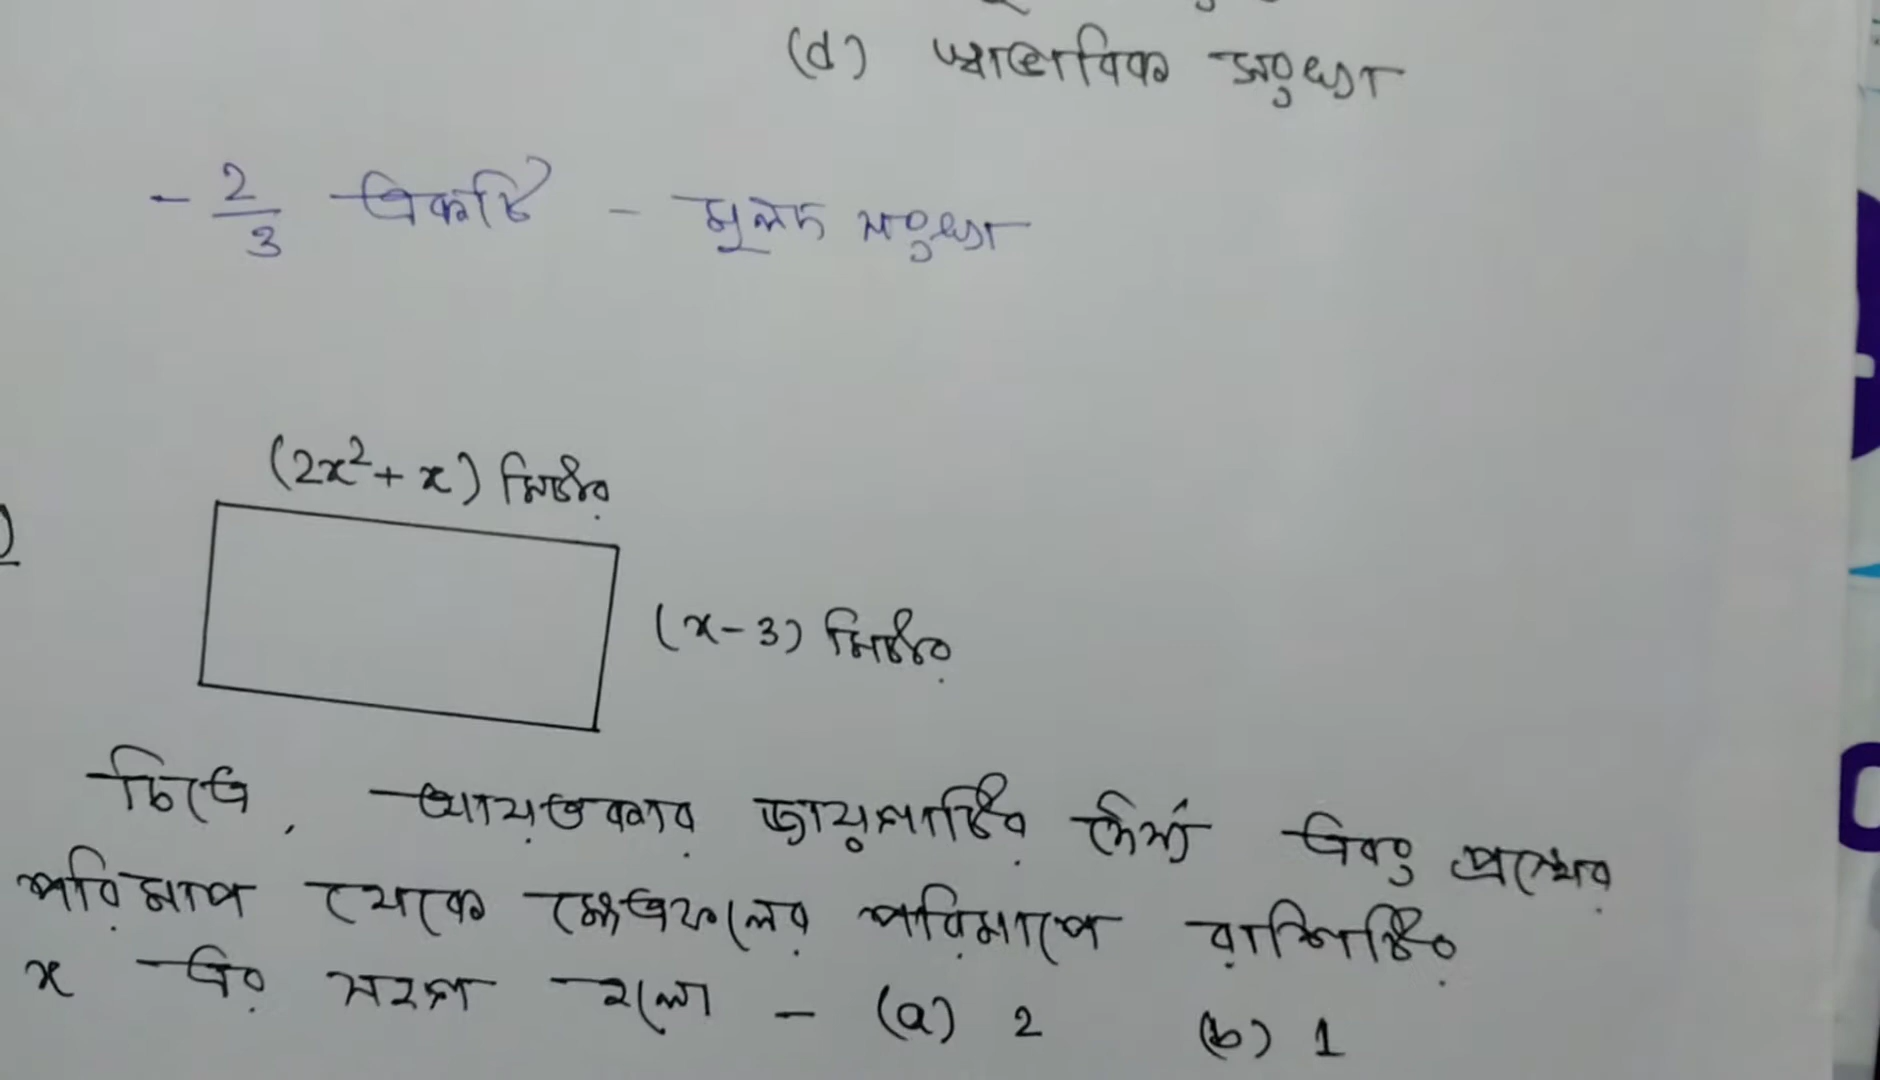 (d) স্বাভাবিক সংখ্যা
- 2/3 একটি - মূলদ সংখ্যা
(2x²+x) মিটার
(x-3) মিটার
চিত্রে, আয়তকার জায়গাটির দৈর্ঘ্য এবং প্রস্থের
পরিমাপ থেকে ক্ষেত্রফলের পরিমাপে রাশিটির
x এর সহগ হলো - (a) 2 (b) 1